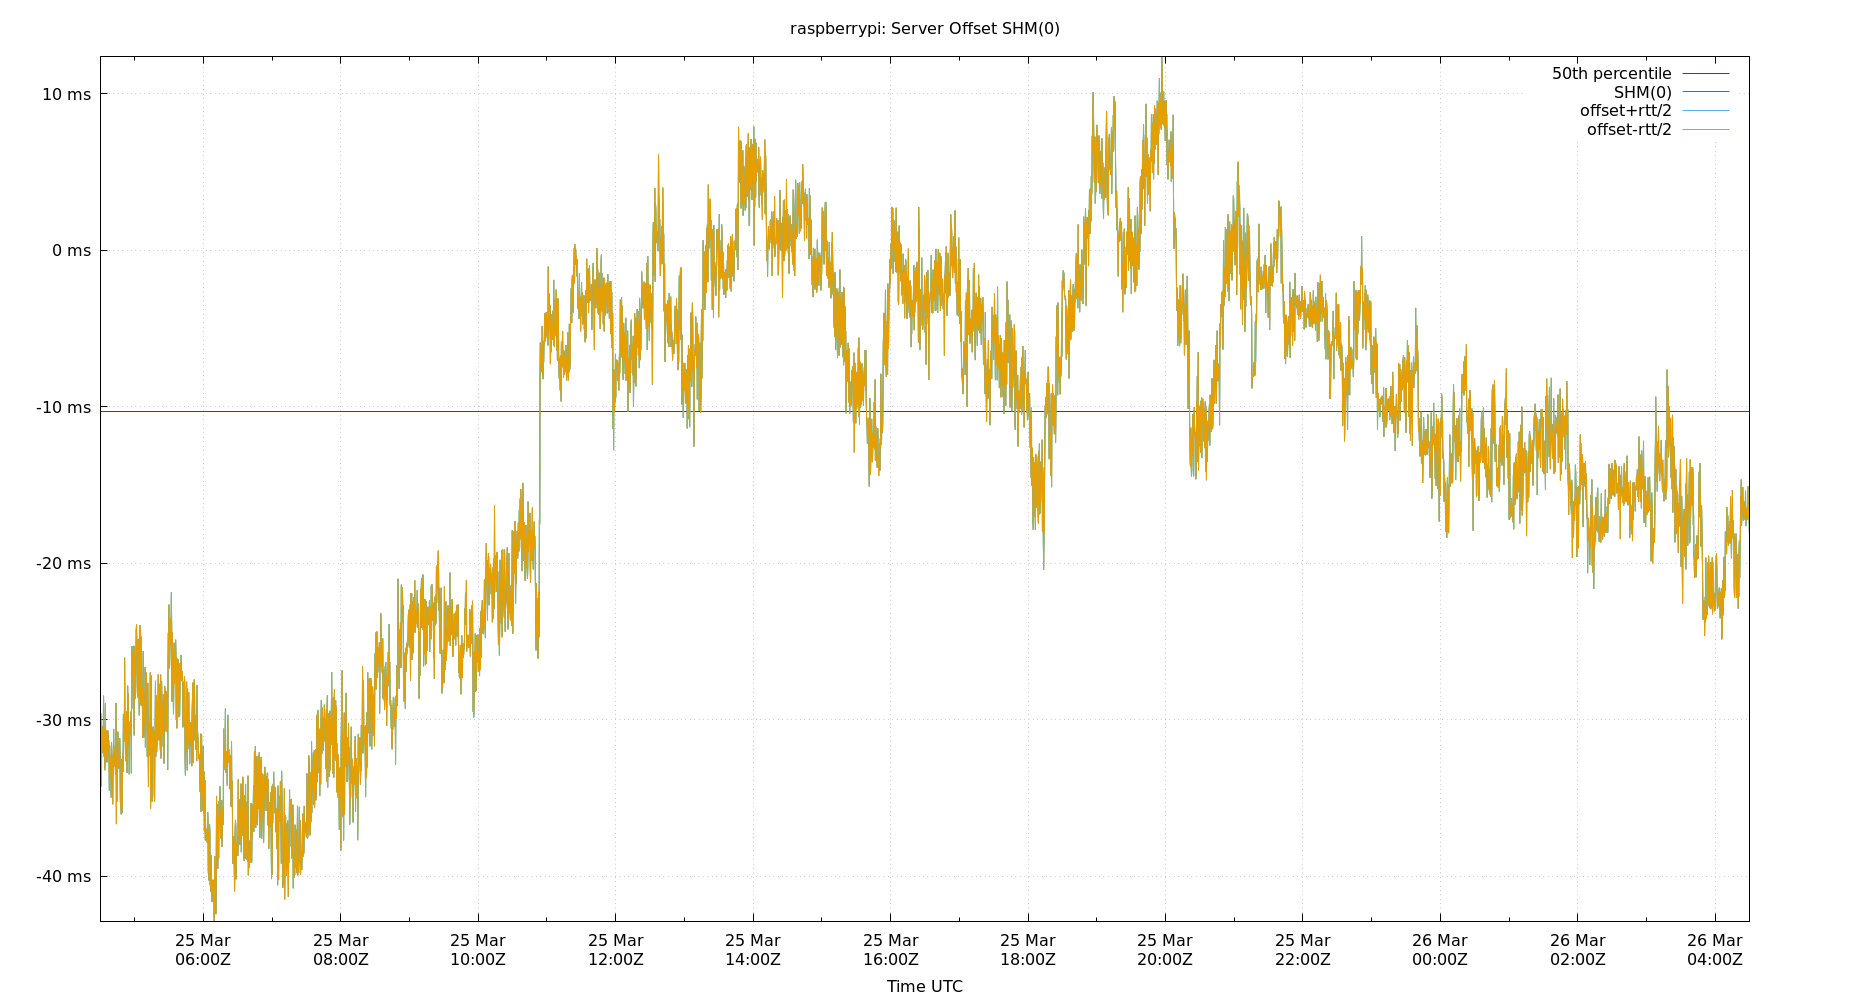 raspberrypi: Server Offset SHM(0)
50th percentile
SHM(0)
offset+rtt/2
offset-rtt/2
10 ms
0 ms
-10 ms
-20 ms
-30 ms
-40 ms
25 Mar 25 Mar 25 Mar 25 Mar 25 Mar 25 Mar 25 Mar 25 Mar 25 Mar 26 Mar 26 Mar 26 Mar
06:00Z 08:00Z 10:00Z 12:00Z 14:00Z 16:00Z 18:00Z 20:00Z 22:00Z 00:00Z 02:00Z 04:00Z
Time UTC